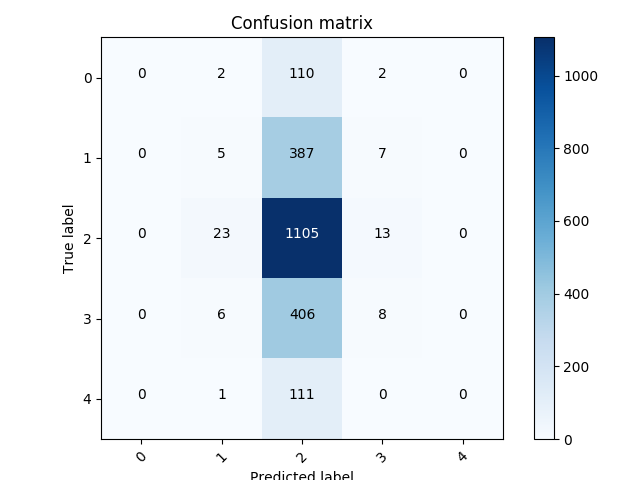 Confusion matrix
True label
0 0 2 110 2 0
1 0 5 387 7 0
2 0 23 1105 13 0
3 0 6 406 8 0
4 0 1 111 0 0
0 1 2 3 4
Predicted label
1000
800
600
400
200
0